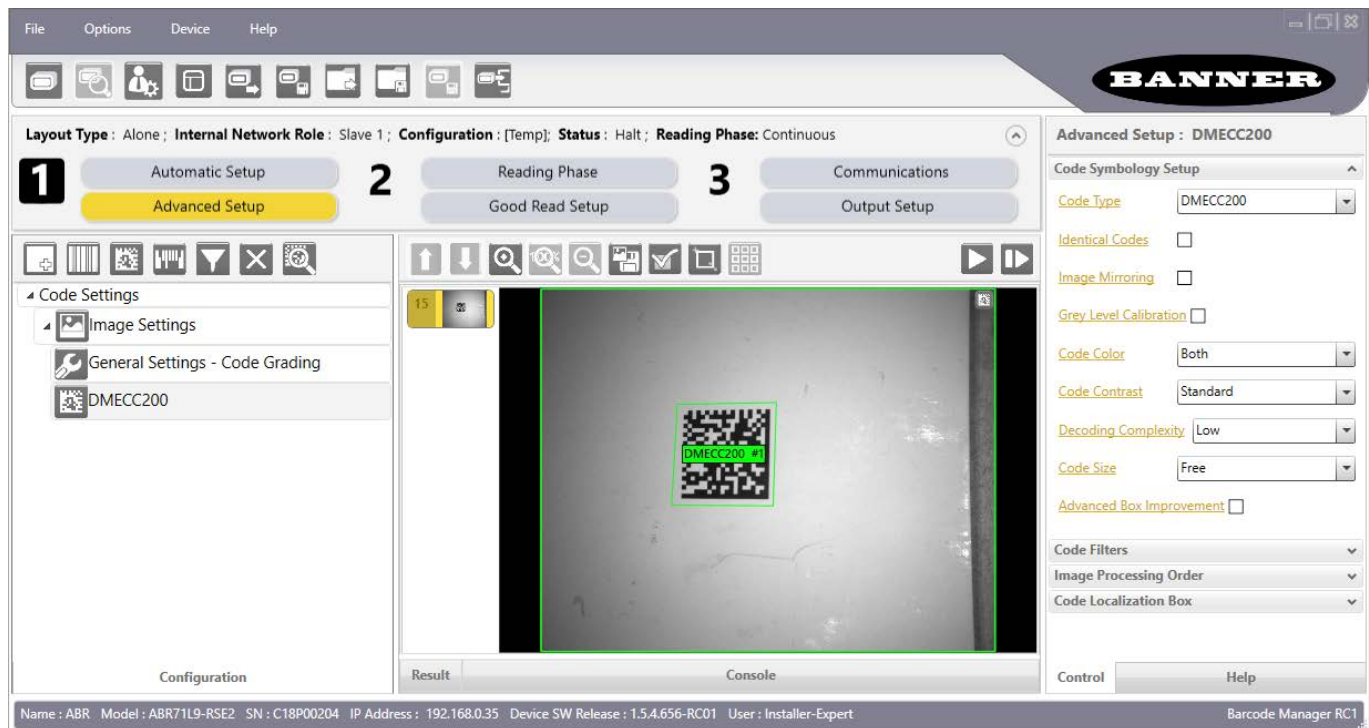 File Options Device Help
BANNER
Layout Type : Alone ; Internal Network Role : Slave 1 ; Configuration : [Temp]; Status : Halt ; Reading Phase: Continuous
1 Automatic Setup
Advanced Setup
2 Reading Phase
Good Read Setup
3 Communications
Output Setup
100%
Code Settings
Image Settings
General Settings - Code Grading
DMECC200
15
DMECC200 #1
Configuration
Result Console
Advanced Setup : DMECC200
Code Symbology Setup
Code Type DMECC200
Identical Codes
Image Mirroring
Grey Level Calibration
Code Color Both
Code Contrast Standard
Decoding Complexity Low
Code Size Free
Advanced Box Improvement
Code Filters
Image Processing Order
Code Localization Box
Control Help
Name : ABR Model : ABR71L9-RSE2 SN : C18P00204 IP Address : 192.168.0.35 Device SW Release : 1.5.4.656-RC01 User : Installer-Expert Barcode Manager RC1